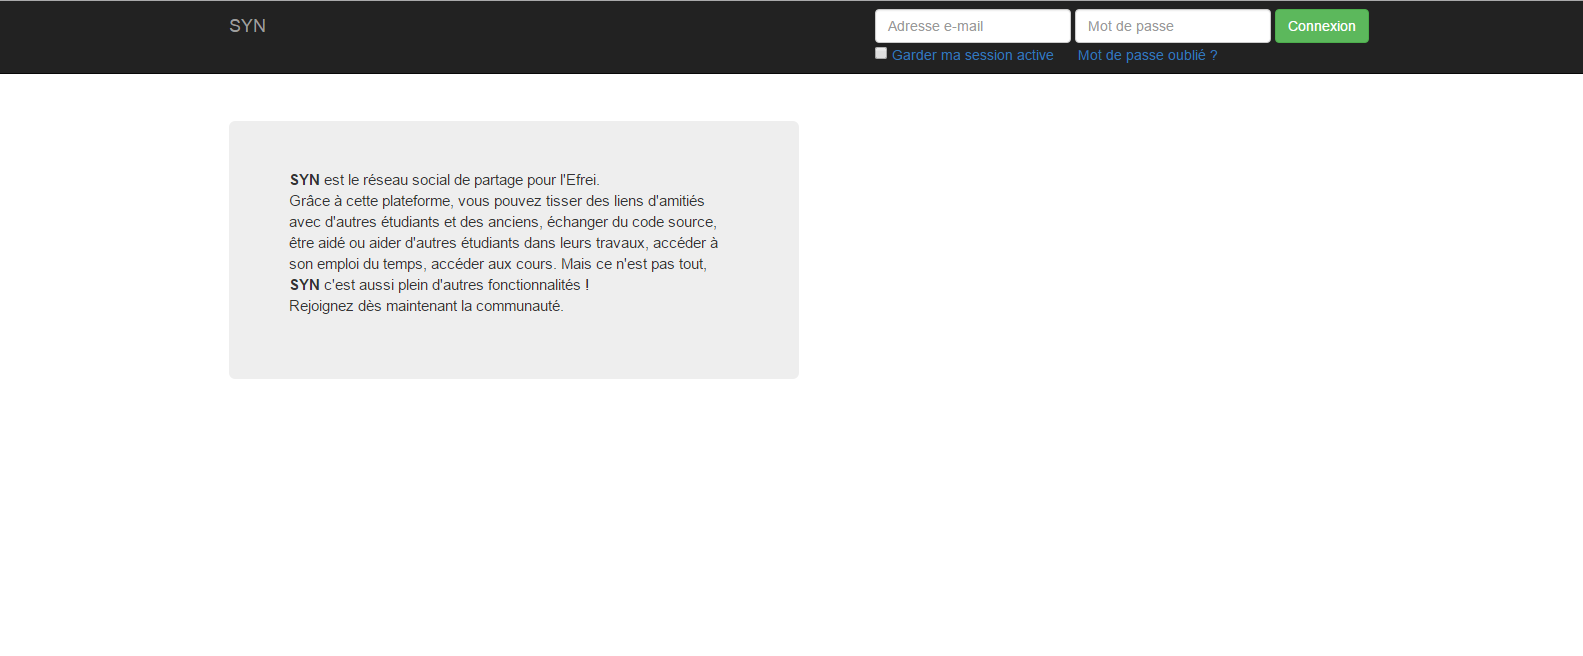 SYN
Adresse e-mail Mot de passe Connexion
Garder ma session active Mot de passe oublié ?
SYN est le réseau social de partage pour l'Efrei.
Grâce à cette plateforme, vous pouvez tisser des liens d'amitiés
avec d'autres étudiants et des anciens, échanger du code source,
être aidé ou aider d'autres étudiants dans leurs travaux, accéder à
son emploi du temps, accéder aux cours. Mais ce n'est pas tout,
SYN c'est aussi plein d'autres fonctionnalités !
Rejoignez dès maintenant la communauté.